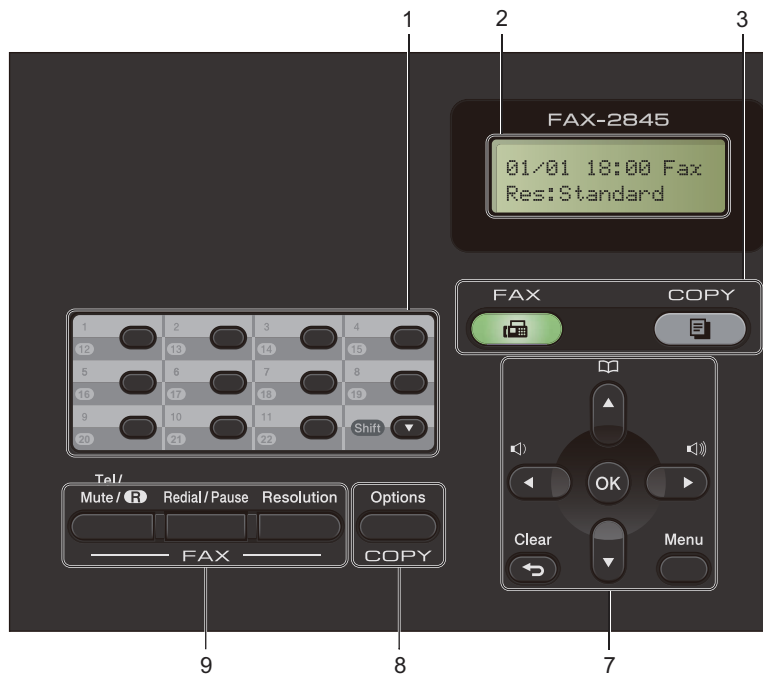 1 2 3
FAX-2845
01/01 18:00 Fax
Res:Standard
FAX COPY
1 2 3 4
12 13 14 15
5 6 7 8
16 17 18 19
9 10 11
20 21 22 Shift
Tel/
Mute/ R Redial/Pause Resolution Options
FAX COPY
OK
Clear Menu
9 8 7